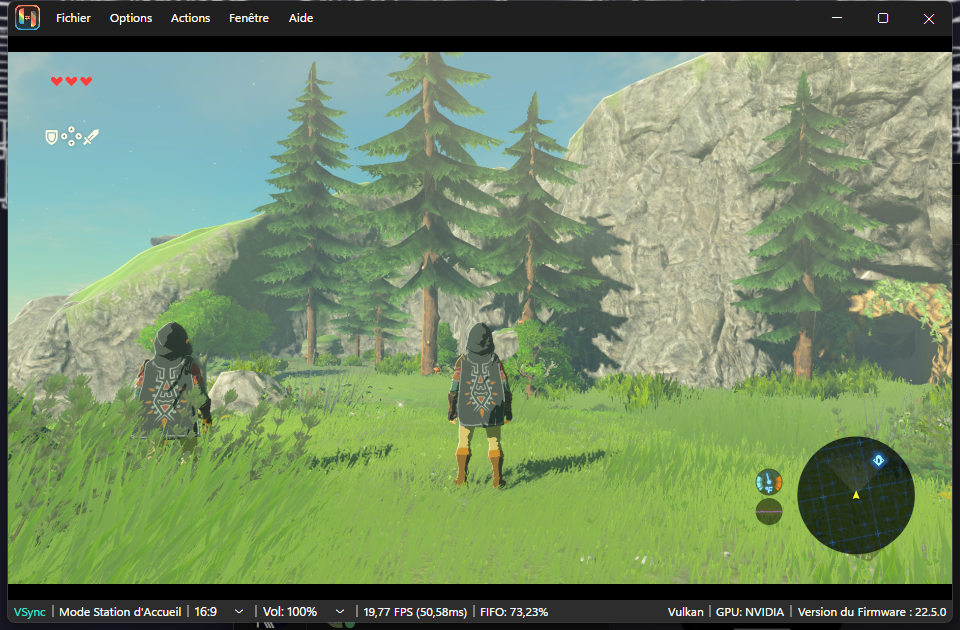 Fichier Options Actions Fenêtre Aide
VSync | Mode Station d'Accueil | 16:9 | Vol: 100% | 19,77 FPS (50,58ms) | FIFO: 73,23% Vulkan | GPU: NVIDIA | Version du Firmware : 22.5.0